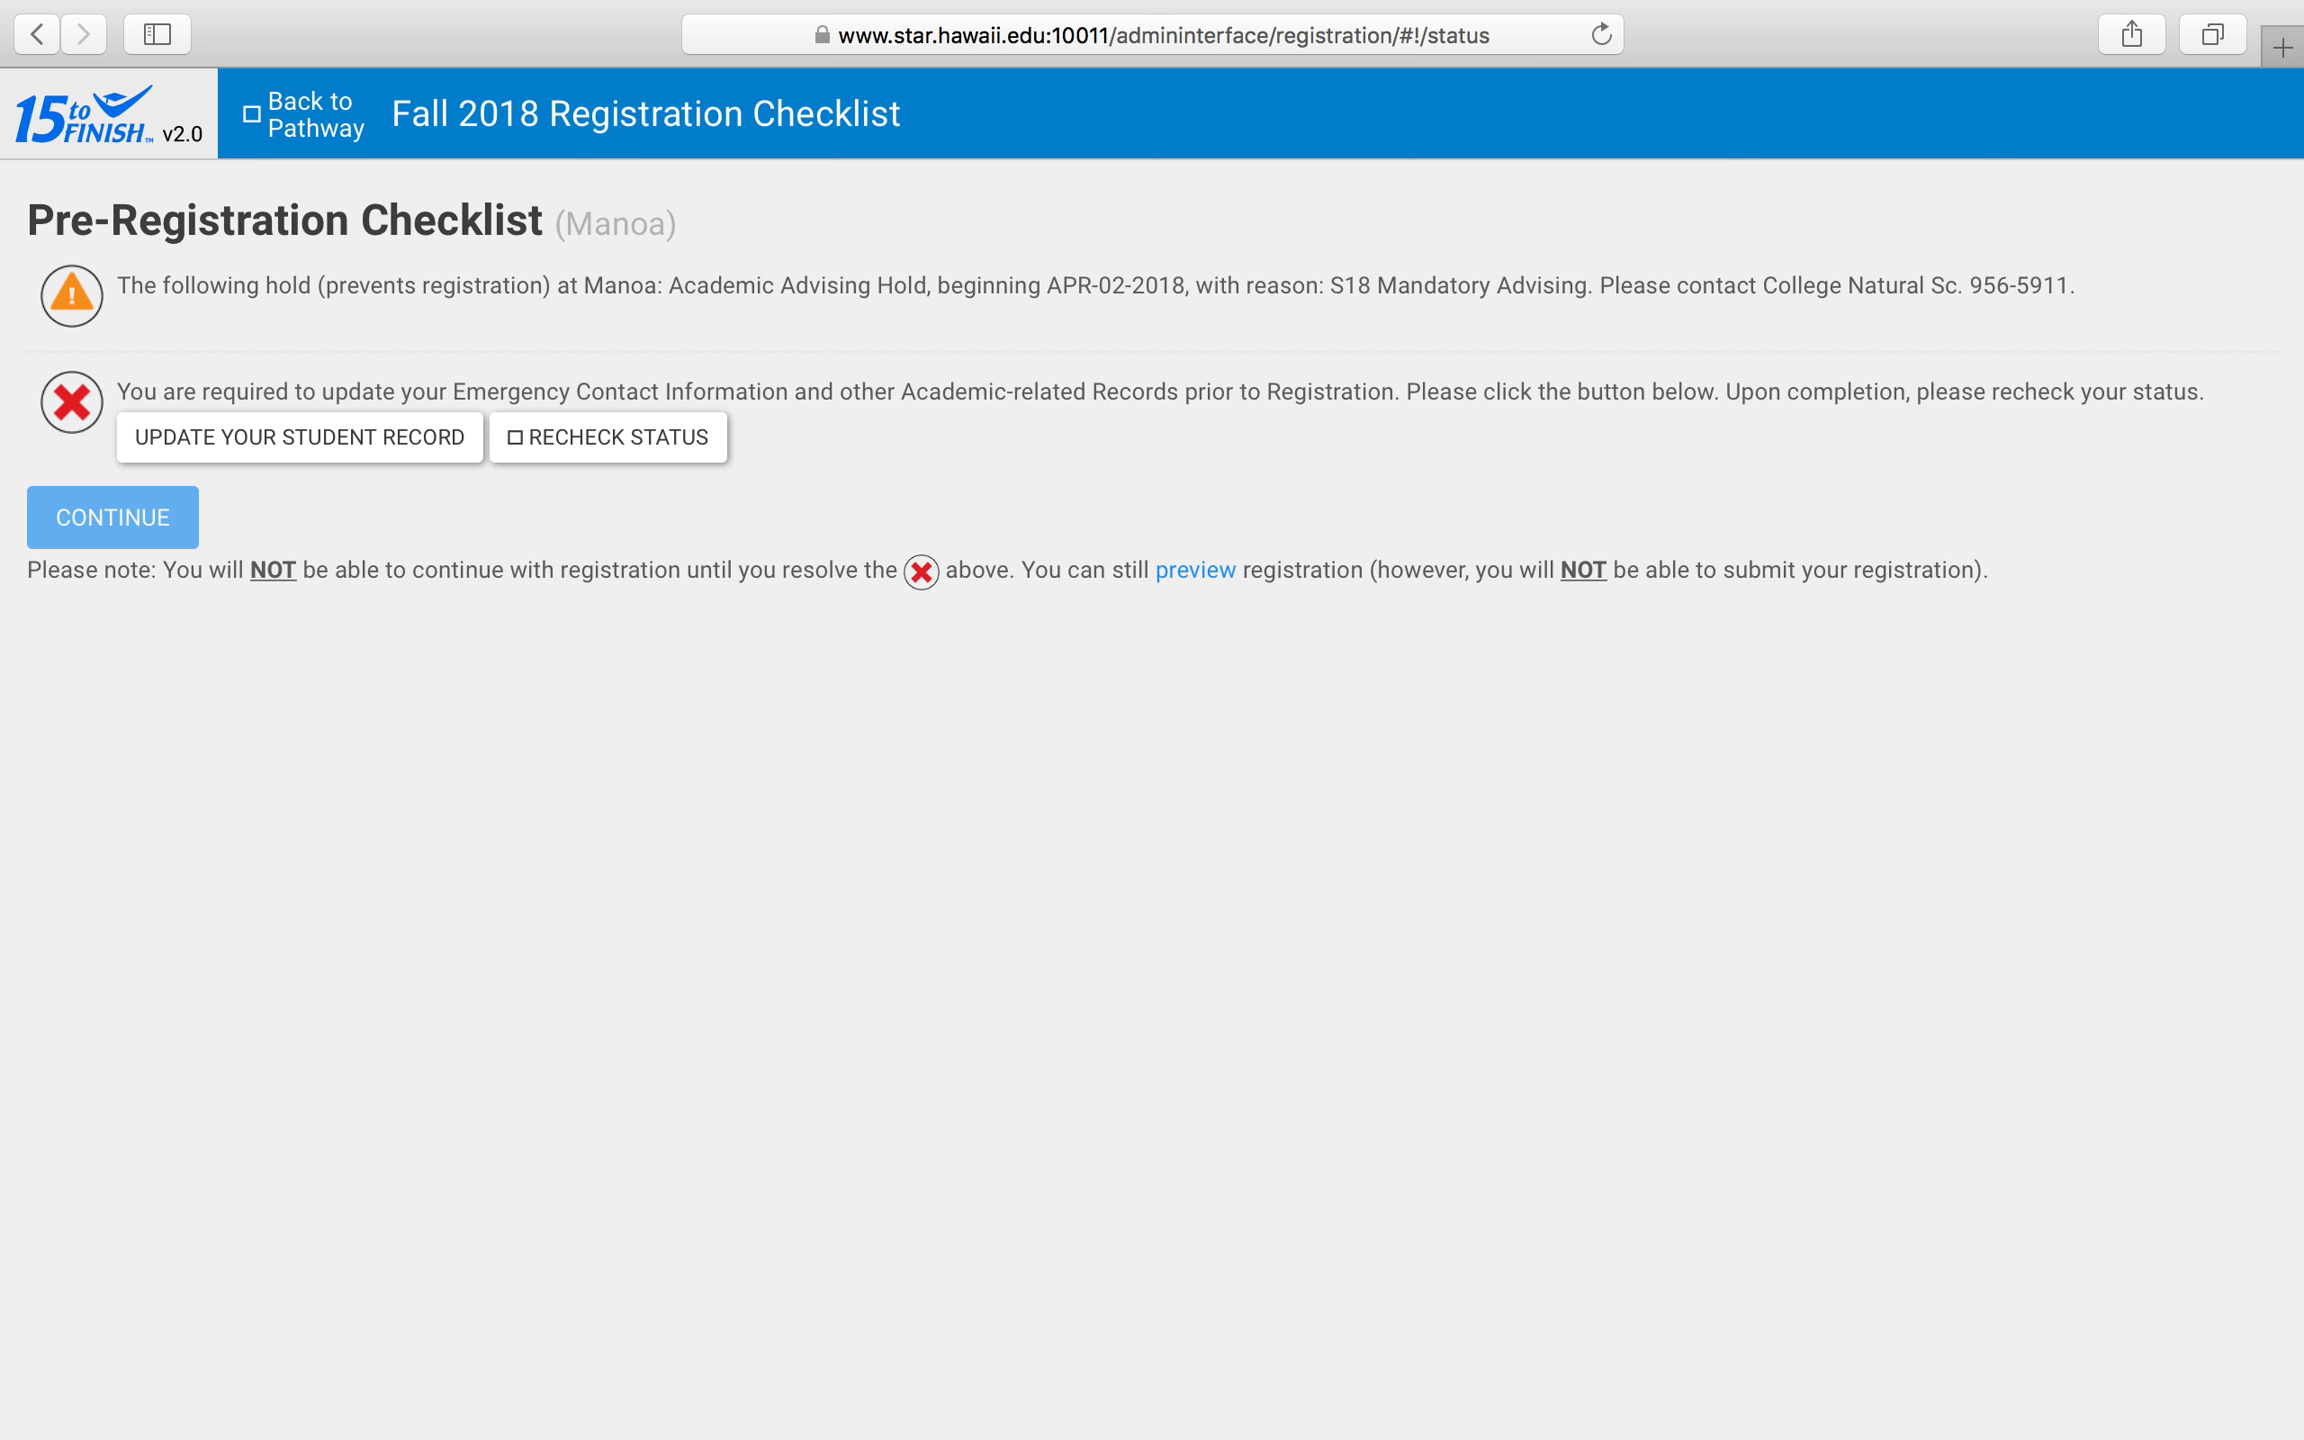 www.star.hawaii.edu:10011/admininterface/registration/#!/status
15 to FINISH™ v2.0
Back to
Pathway
Fall 2018 Registration Checklist
Pre-Registration Checklist (Manoa)
The following hold (prevents registration) at Manoa: Academic Advising Hold, beginning APR-02-2018, with reason: S18 Mandatory Advising. Please contact College Natural Sc. 956-5911.
You are required to update your Emergency Contact Information and other Academic-related Records prior to Registration. Please click the button below. Upon completion, please recheck your status.
UPDATE YOUR STUDENT RECORD
RECHECK STATUS
CONTINUE
Please note: You will NOT be able to continue with registration until you resolve the above. You can still preview registration (however, you will NOT be able to submit your registration).